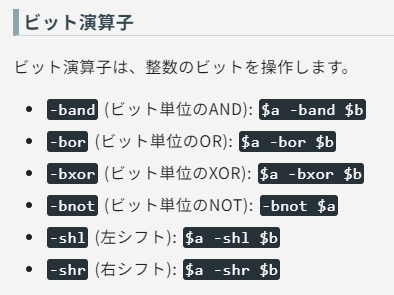 ビット演算子
ビット演算子は、整数のビットを操作します。
-band (ビット単位のAND): $a -band $b
-bor (ビット単位のOR): $a -bor $b
-bxor (ビット単位のXOR): $a -bxor $b
-bnot (ビット単位のNOT): -bnot $a
-shl (左シフト): $a -shl $b
-shr (右シフト): $a -shr $b